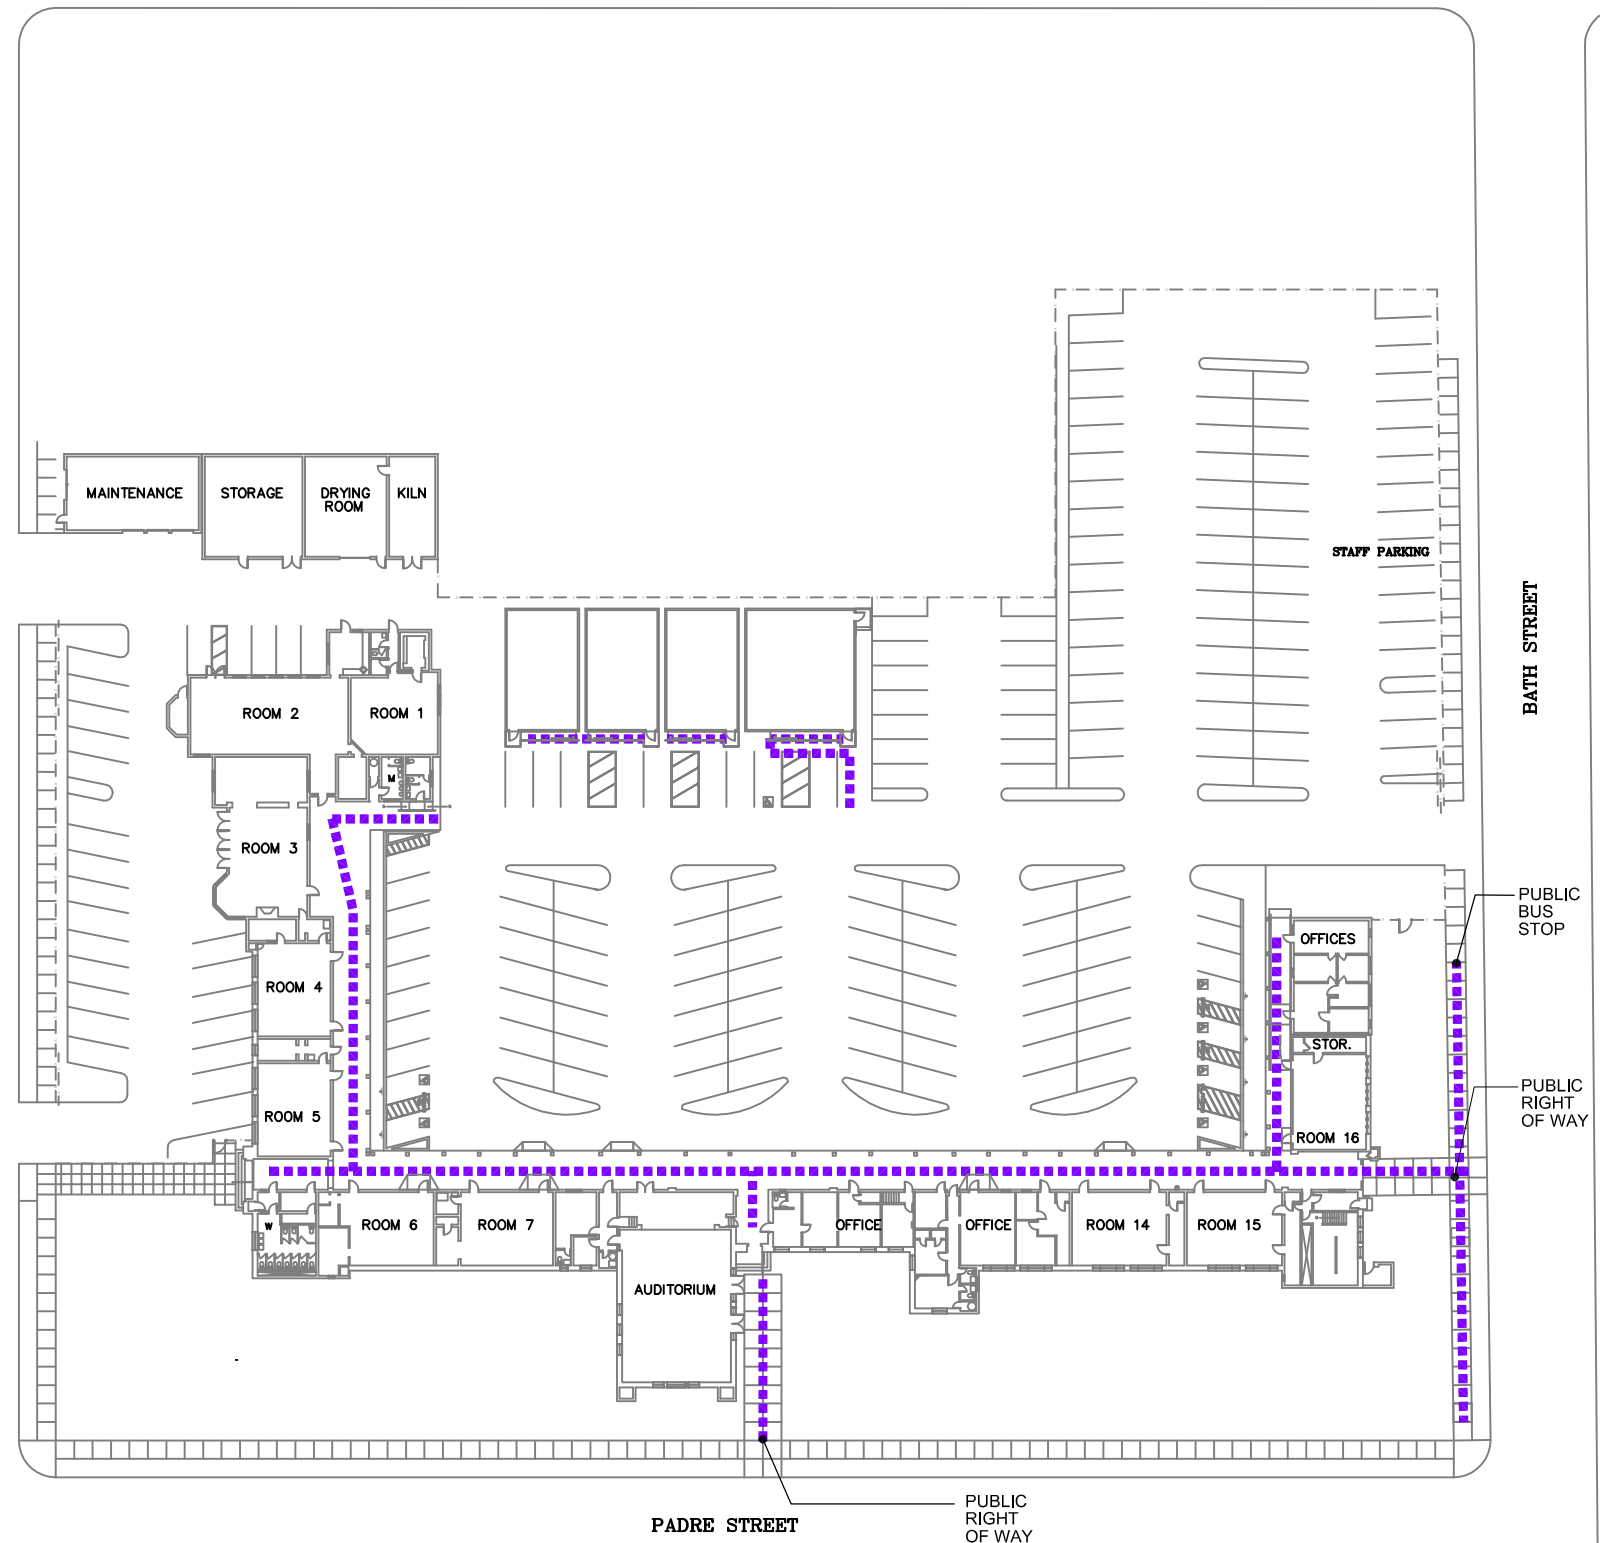 MAINTENANCE
STORAGE
DRYING
ROOM
KILN
STAFF PARKING
BATH STREET
ROOM 2
ROOM 1
M
ROOM 3
PUBLIC
BUS
STOP
OFFICES
ROOM 4
STOR.
ROOM 5
ROOM 16
PUBLIC
RIGHT
OF WAY
W
ROOM 6
ROOM 7
OFFICE
OFFICE
ROOM 14
ROOM 15
AUDITORIUM
PADRE STREET
PUBLIC
RIGHT
OF WAY